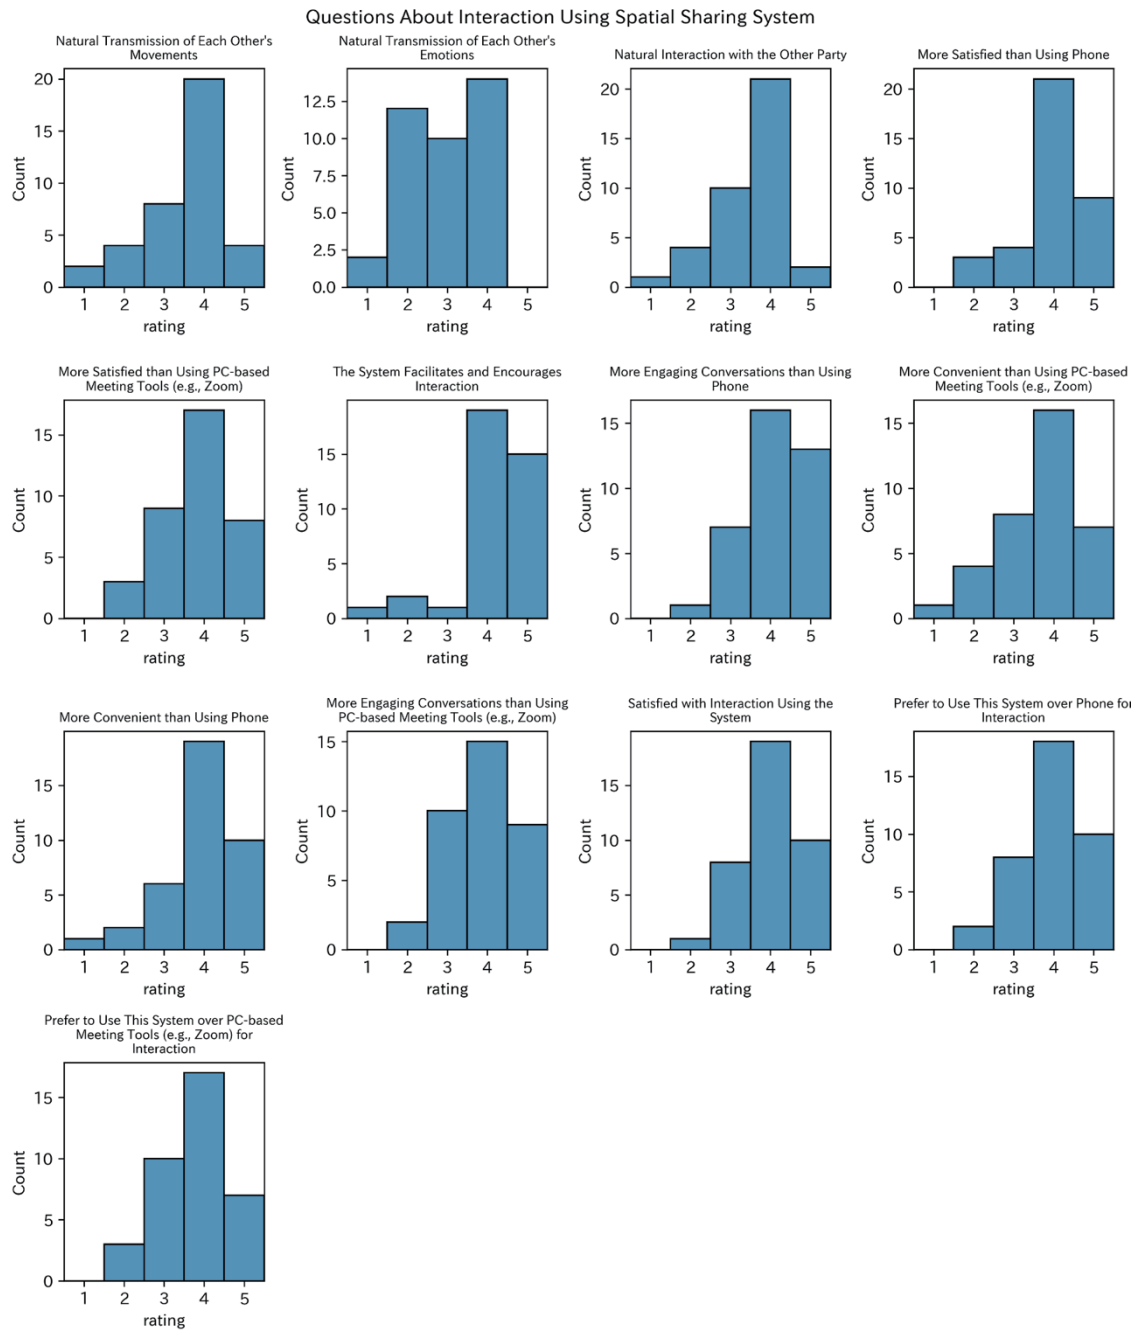 Questions About Interaction Using Spatial Sharing System
Natural Transmission of Each Other's
Movements
20
15
10
5
0
Count
1 2 3 4 5
rating
Natural Transmission of Each Other's
Emotions
12.5
10.0
7.5
5.0
2.5
0.0
Count
1 2 3 4 5
rating
Natural Interaction with the Other Party
20
15
10
5
0
Count
1 2 3 4 5
rating
More Satisfied than Using Phone
20
15
10
5
0
Count
1 2 3 4 5
rating
More Satisfied than Using PC-based
Meeting Tools (e.g., Zoom)
15
10
5
0
Count
1 2 3 4 5
rating
The System Facilitates and Encourages
Interaction
15
10
5
0
Count
1 2 3 4 5
rating
More Engaging Conversations than Using
Phone
15
10
5
0
Count
1 2 3 4 5
rating
More Convenient than Using PC-based
Meeting Tools (e.g., Zoom)
15
10
5
0
Count
1 2 3 4 5
rating
More Convenient than Using Phone
15
10
5
0
Count
1 2 3 4 5
rating
More Engaging Conversations than Using
PC-based Meeting Tools (e.g., Zoom)
15
10
5
0
Count
1 2 3 4 5
rating
Satisfied with Interaction Using the
System
15
10
5
0
Count
1 2 3 4 5
rating
Prefer to Use This System over Phone for
Interaction
15
10
5
0
Count
1 2 3 4 5
rating
Prefer to Use This System over PC-based
Meeting Tools (e.g., Zoom) for
Interaction
15
10
5
0
Count
1 2 3 4 5
rating